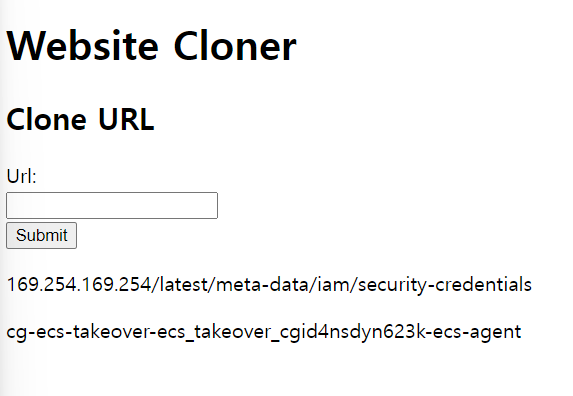 Website Cloner
Clone URL
Url:
Submit
169.254.169.254/latest/meta-data/iam/security-credentials
cg-ecs-takeover-ecs_takeover_cgid4nsdyn623k-ecs-agent